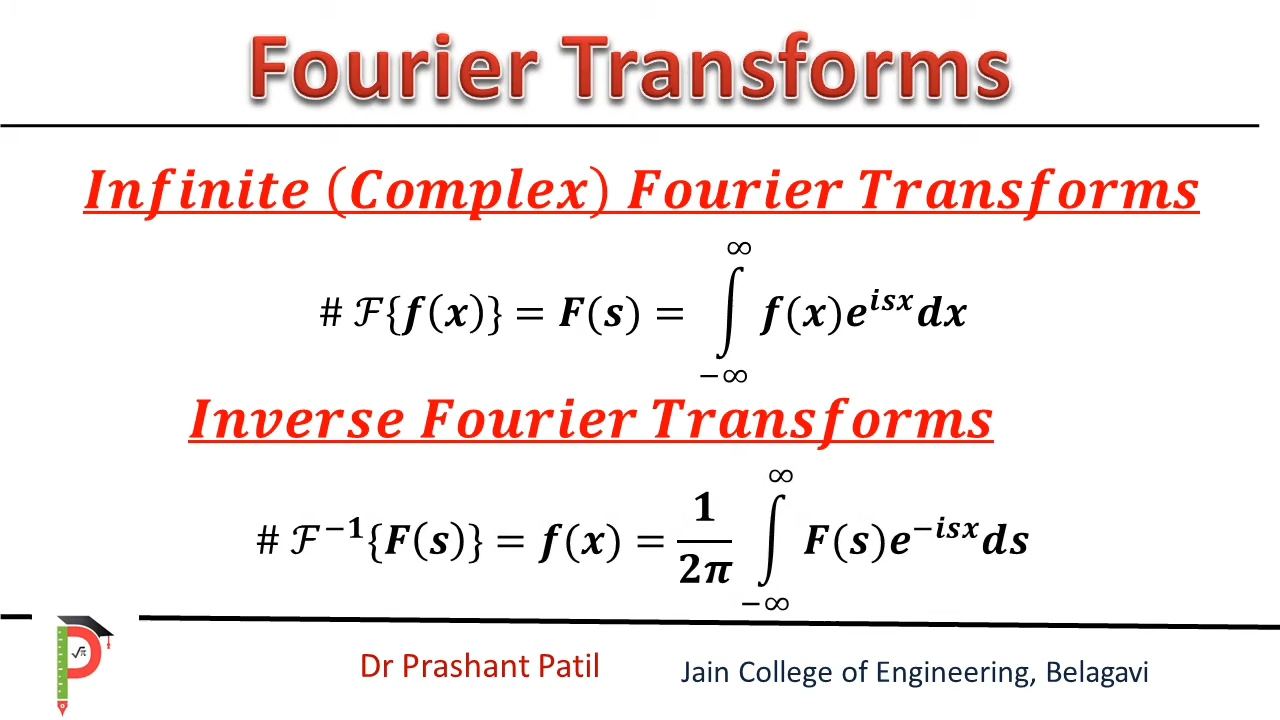 Fourier Transforms
Infinite (Complex) Fourier Transforms
# ℱ{f(x)} = F(s) = ∫_{-∞}^{∞} f(x)e^{isx}dx
Inverse Fourier Transforms
# ℱ^{-1}{F(s)} = f(x) = \frac{1}{2π} ∫_{-∞}^{∞} F(s)e^{-isx}ds
√π
Dr Prashant Patil
Jain College of Engineering, Belagavi